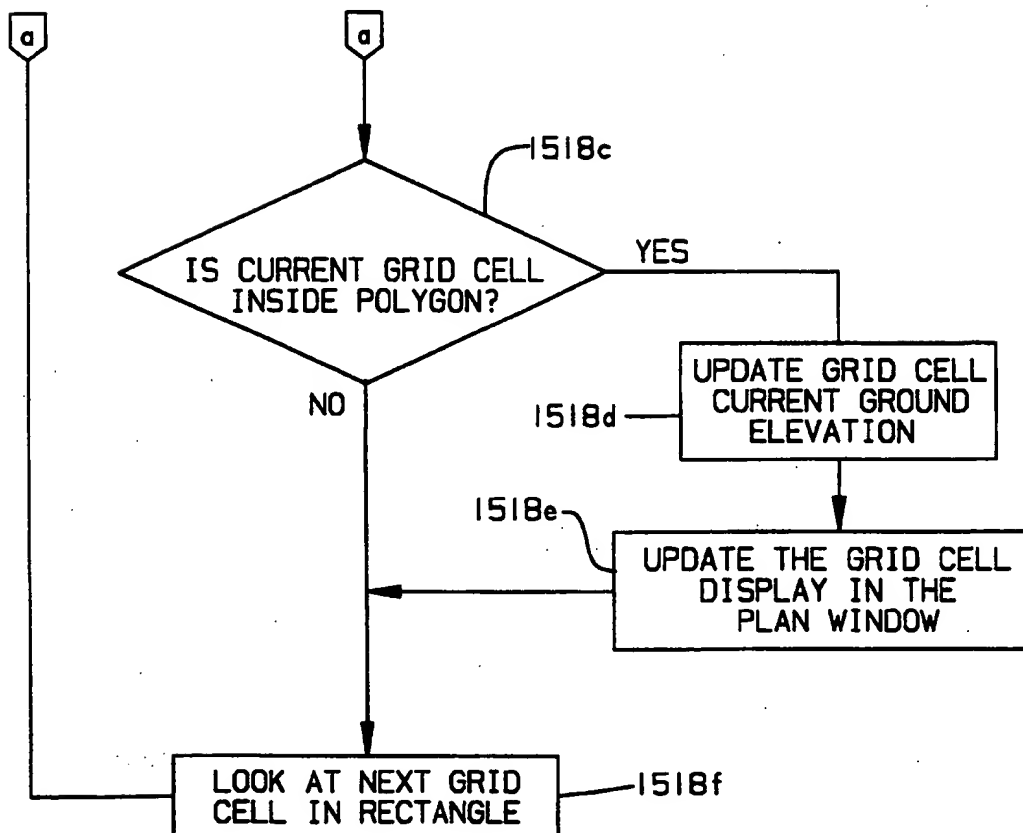 a
a
1518c
IS CURRENT GRID CELL
INSIDE POLYGON?
YES
NO
UPDATE GRID CELL
CURRENT GROUND
ELEVATION
1518d
1518e
UPDATE THE GRID CELL
DISPLAY IN THE
PLAN WINDOW
LOOK AT NEXT GRID
CELL IN RECTANGLE
1518f